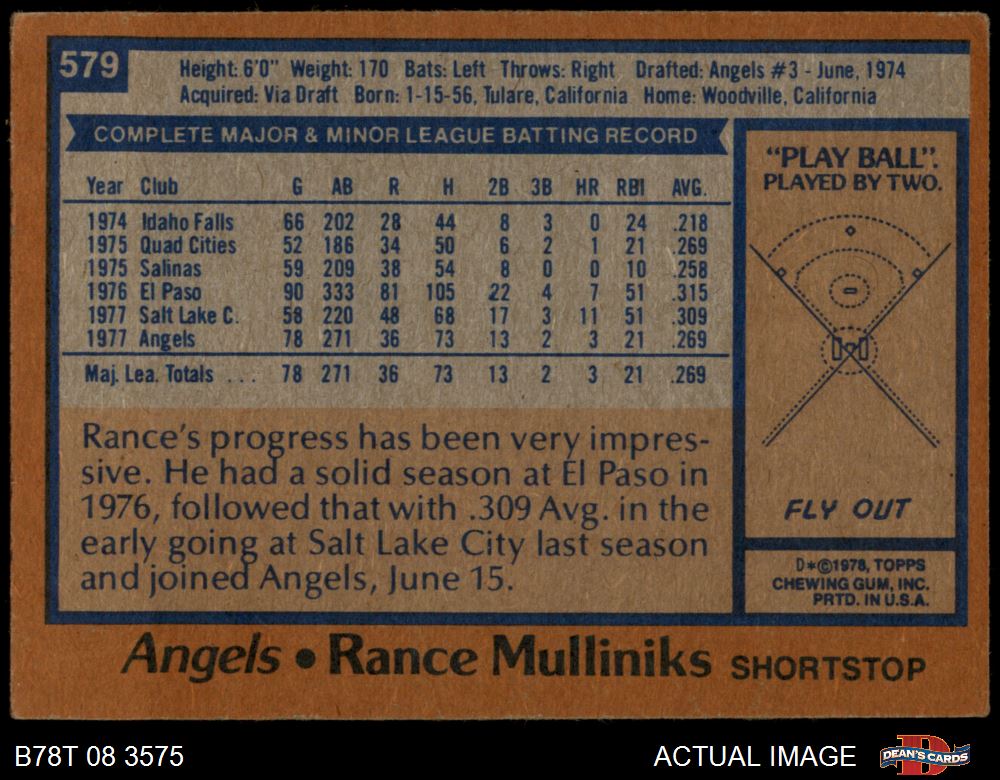 579
Height: 6'0" Weight: 170 Bats: Left Throws: Right Drafted: Angels #3 - June, 1974
Acquired: Via Draft Born: 1-15-56, Tulare, California Home: Woodville, California
COMPLETE MAJOR & MINOR LEAGUE BATTING RECORD
Year Club G AB R H 2B 3B HR RBI AVG.
1974 Idaho Falls 66 202 28 44 8 3 0 24 .218
1975 Quad Cities 52 186 34 50 6 2 1 21 .269
1975 Salinas 59 209 38 54 8 0 0 10 .258
1976 El Paso 90 333 81 105 22 4 7 51 .315
1977 Salt Lake C. 58 220 48 68 17 3 11 51 .309
1977 Angels 78 271 36 73 13 2 3 21 .269
Maj. Lea. Totals ... 78 271 36 73 13 2 3 21 .269
Rance's progress has been very impres-
sive. He had a solid season at El Paso in
1976, followed that with .309 Avg. in the
early going at Salt Lake City last season
and joined Angels, June 15.
"PLAY BALL".
PLAYED BY TWO.
FLY OUT
D*©1978, TOPPS
CHEWING GUM, INC.
PRTD. IN U.S.A.
Angels • Rance Mulliniks SHORTSTOP
B78T 08 3575
ACTUAL IMAGE
D
DEAN'S CARDS